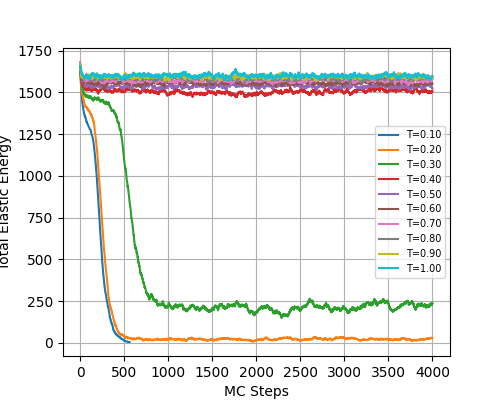 1750
1500
1250
1000
750
500
250
0
Total Elastic Energy
0 500 1000 1500 2000 2500 3000 3500 4000
MC Steps
T=0.10
T=0.20
T=0.30
T=0.40
T=0.50
T=0.60
T=0.70
T=0.80
T=0.90
T=1.00